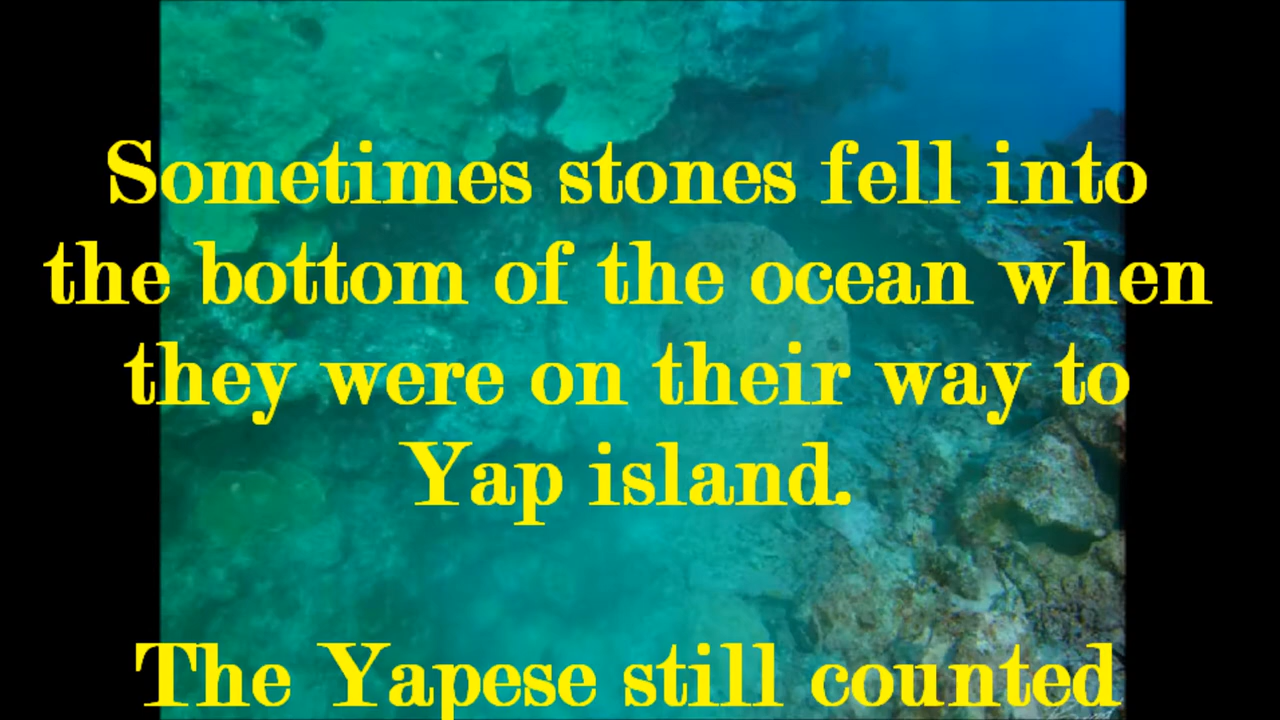 Sometimes stones fell into
the bottom of the ocean when
they were on their way to
Yap island.
The Yapese still counted